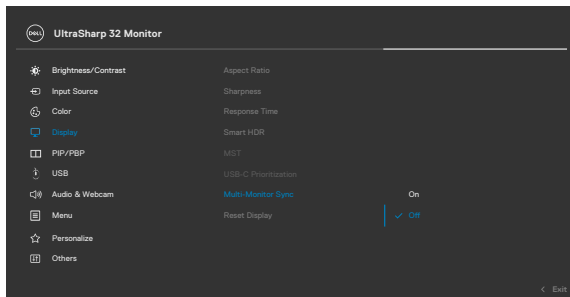 DELL UltraSharp 32 Monitor
Brightness/Contrast Aspect Ratio
Input Source Sharpness
Color Response Time
Display Smart HDR
PIP/PBP MST
USB USB-C Prioritization
Audio & Webcam Multi-Monitor Sync On
Menu Reset Display Off
Personalize
Others
Exit